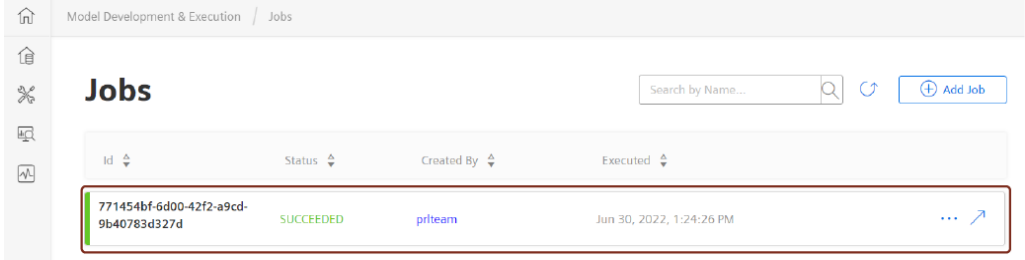 Model Development & Execution / Jobs
Jobs
Search by Name...
Add Job
Id
Status
Created By
Executed
771454bf-6d00-42f2-a9cd-
9b40783d327d
SUCCEEDED
prlteam
Jun 30, 2022, 1:24:26 PM